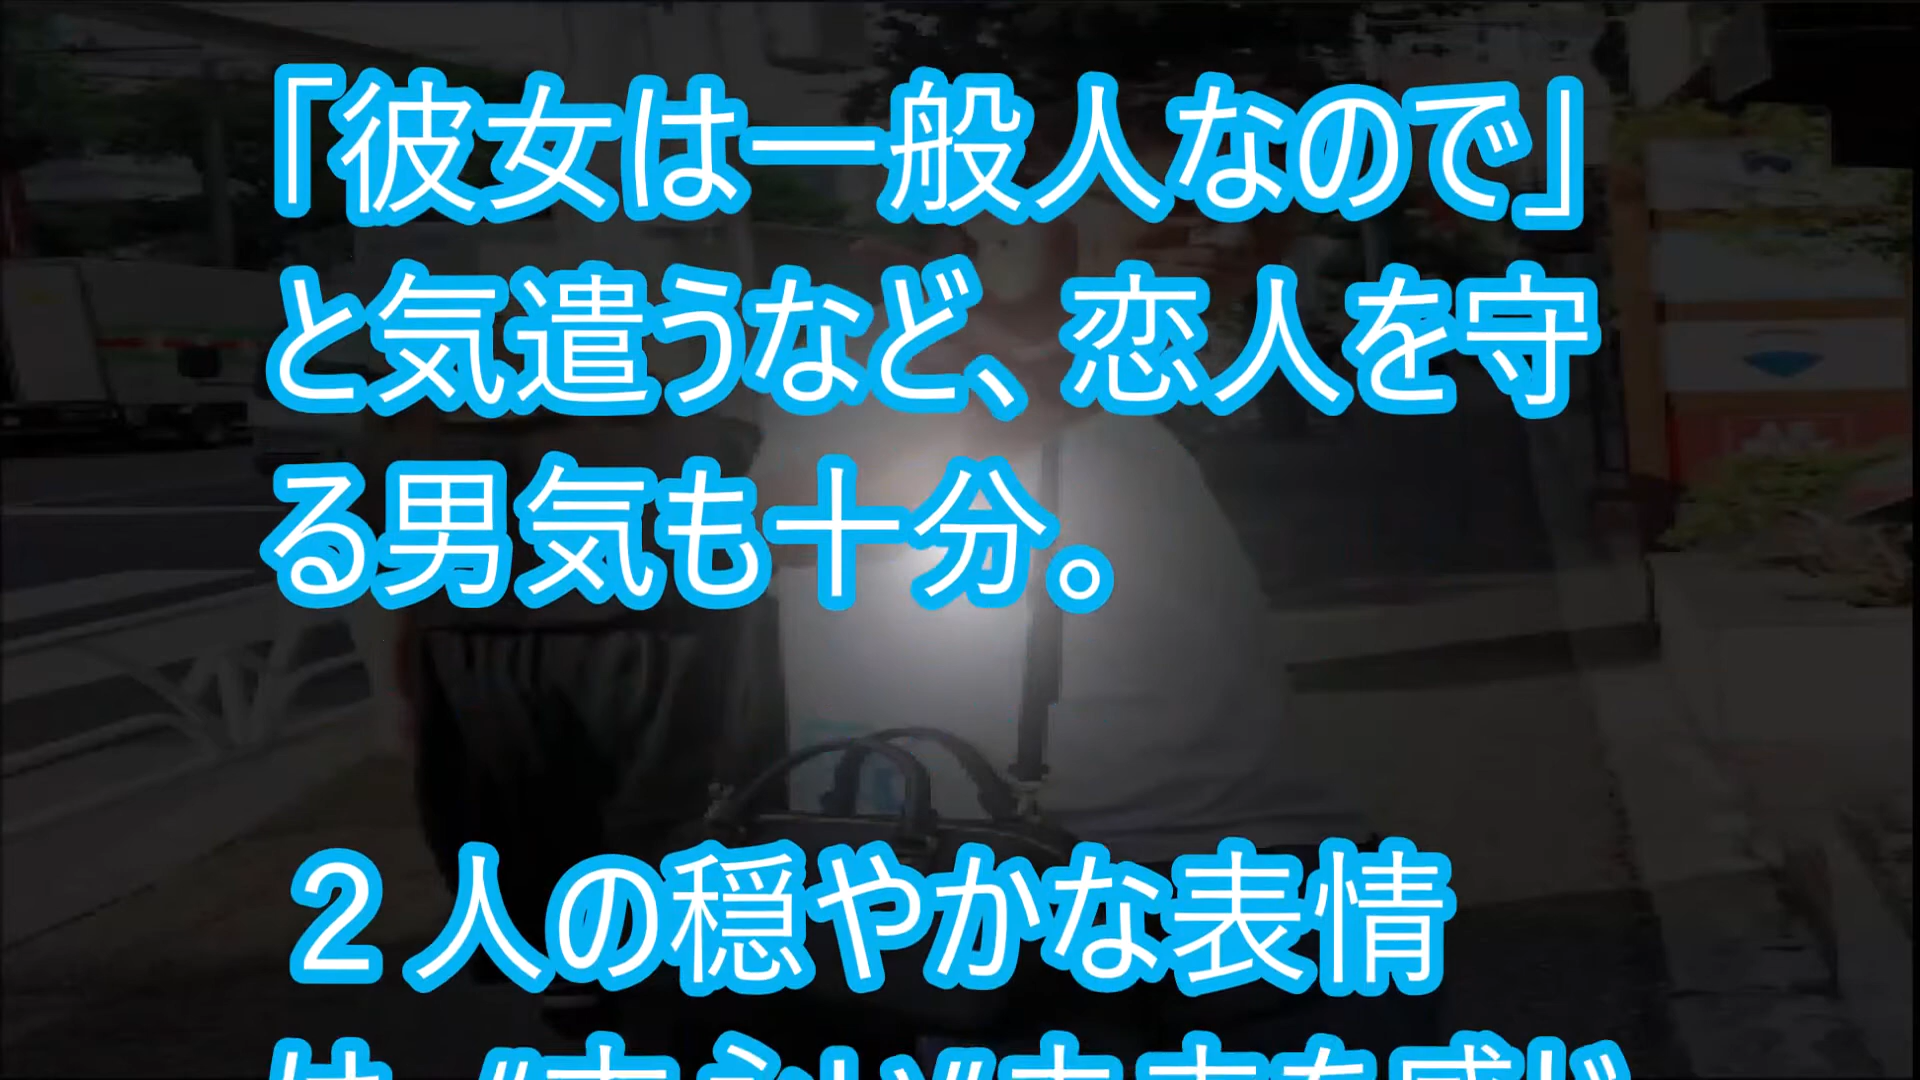 「彼女は一般人なので」
と気遣うなど、恋人を守
る男気も十分。
２人の穏やかな表情